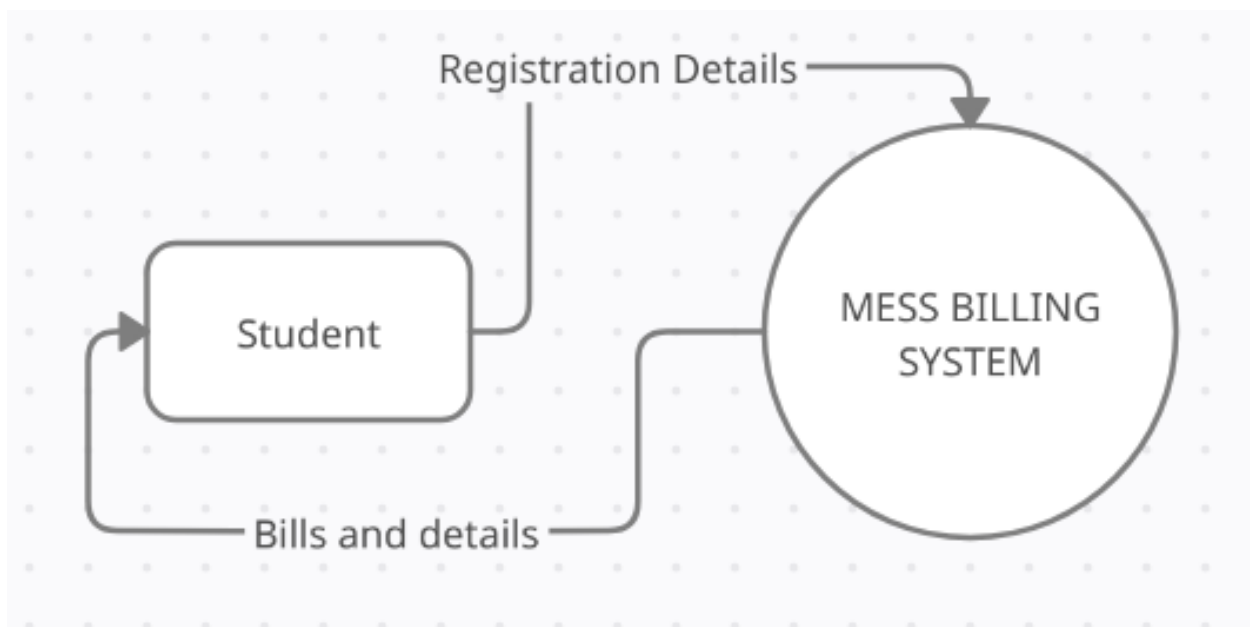 Registration Details
Student
MESS BILLING
SYSTEM
Bills and details